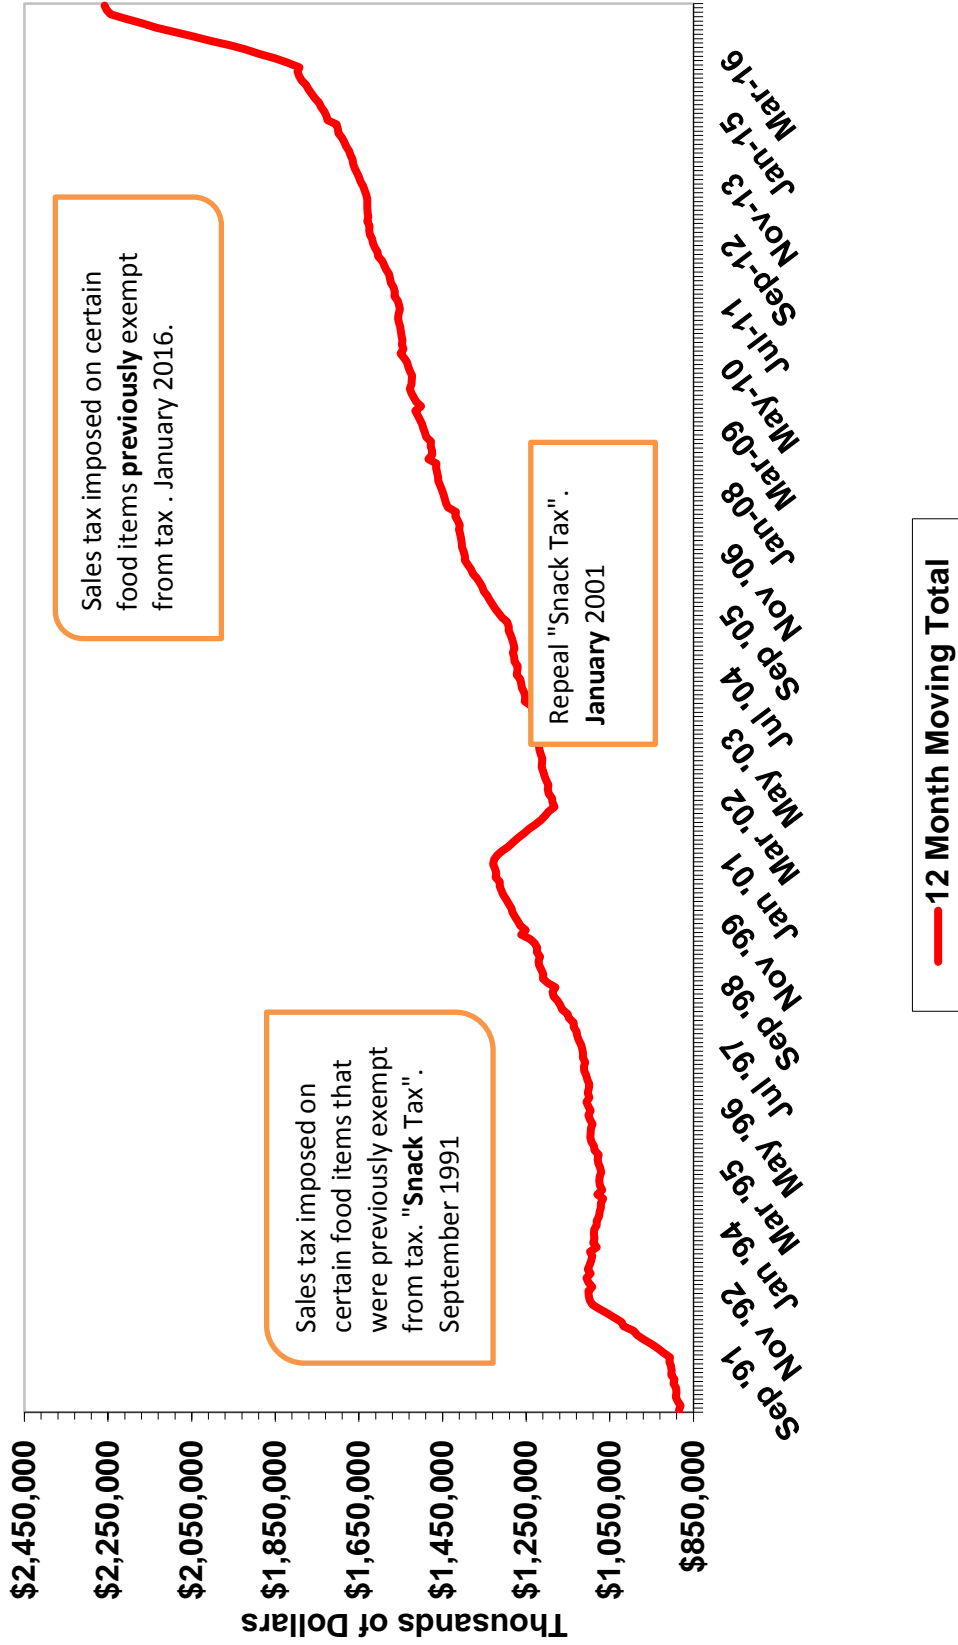 $2,450,000
$2,250,000
$2,050,000
$1,850,000
$1,650,000
$1,450,000
$1,250,000
$1,050,000
$850,000
Thousands of Dollars
Sales tax imposed on
certain food items that
were previously exempt
from tax. "Snack Tax".
September 1991
Sales tax imposed on certain
food items previously exempt
from tax . January 2016.
Repeal "Snack Tax".
January 2001
Sep '91
Nov '92
Jan '94
Mar '95
May '96
Jul '97
Sep '98
Nov '99
Jan '01
Mar '02
May '03
Jul '04
Sep '05
Nov '06
Jan-08
Mar-09
May-10
Jul-11
Sep-12
Nov-13
Jan-15
Mar-16
12 Month Moving Total